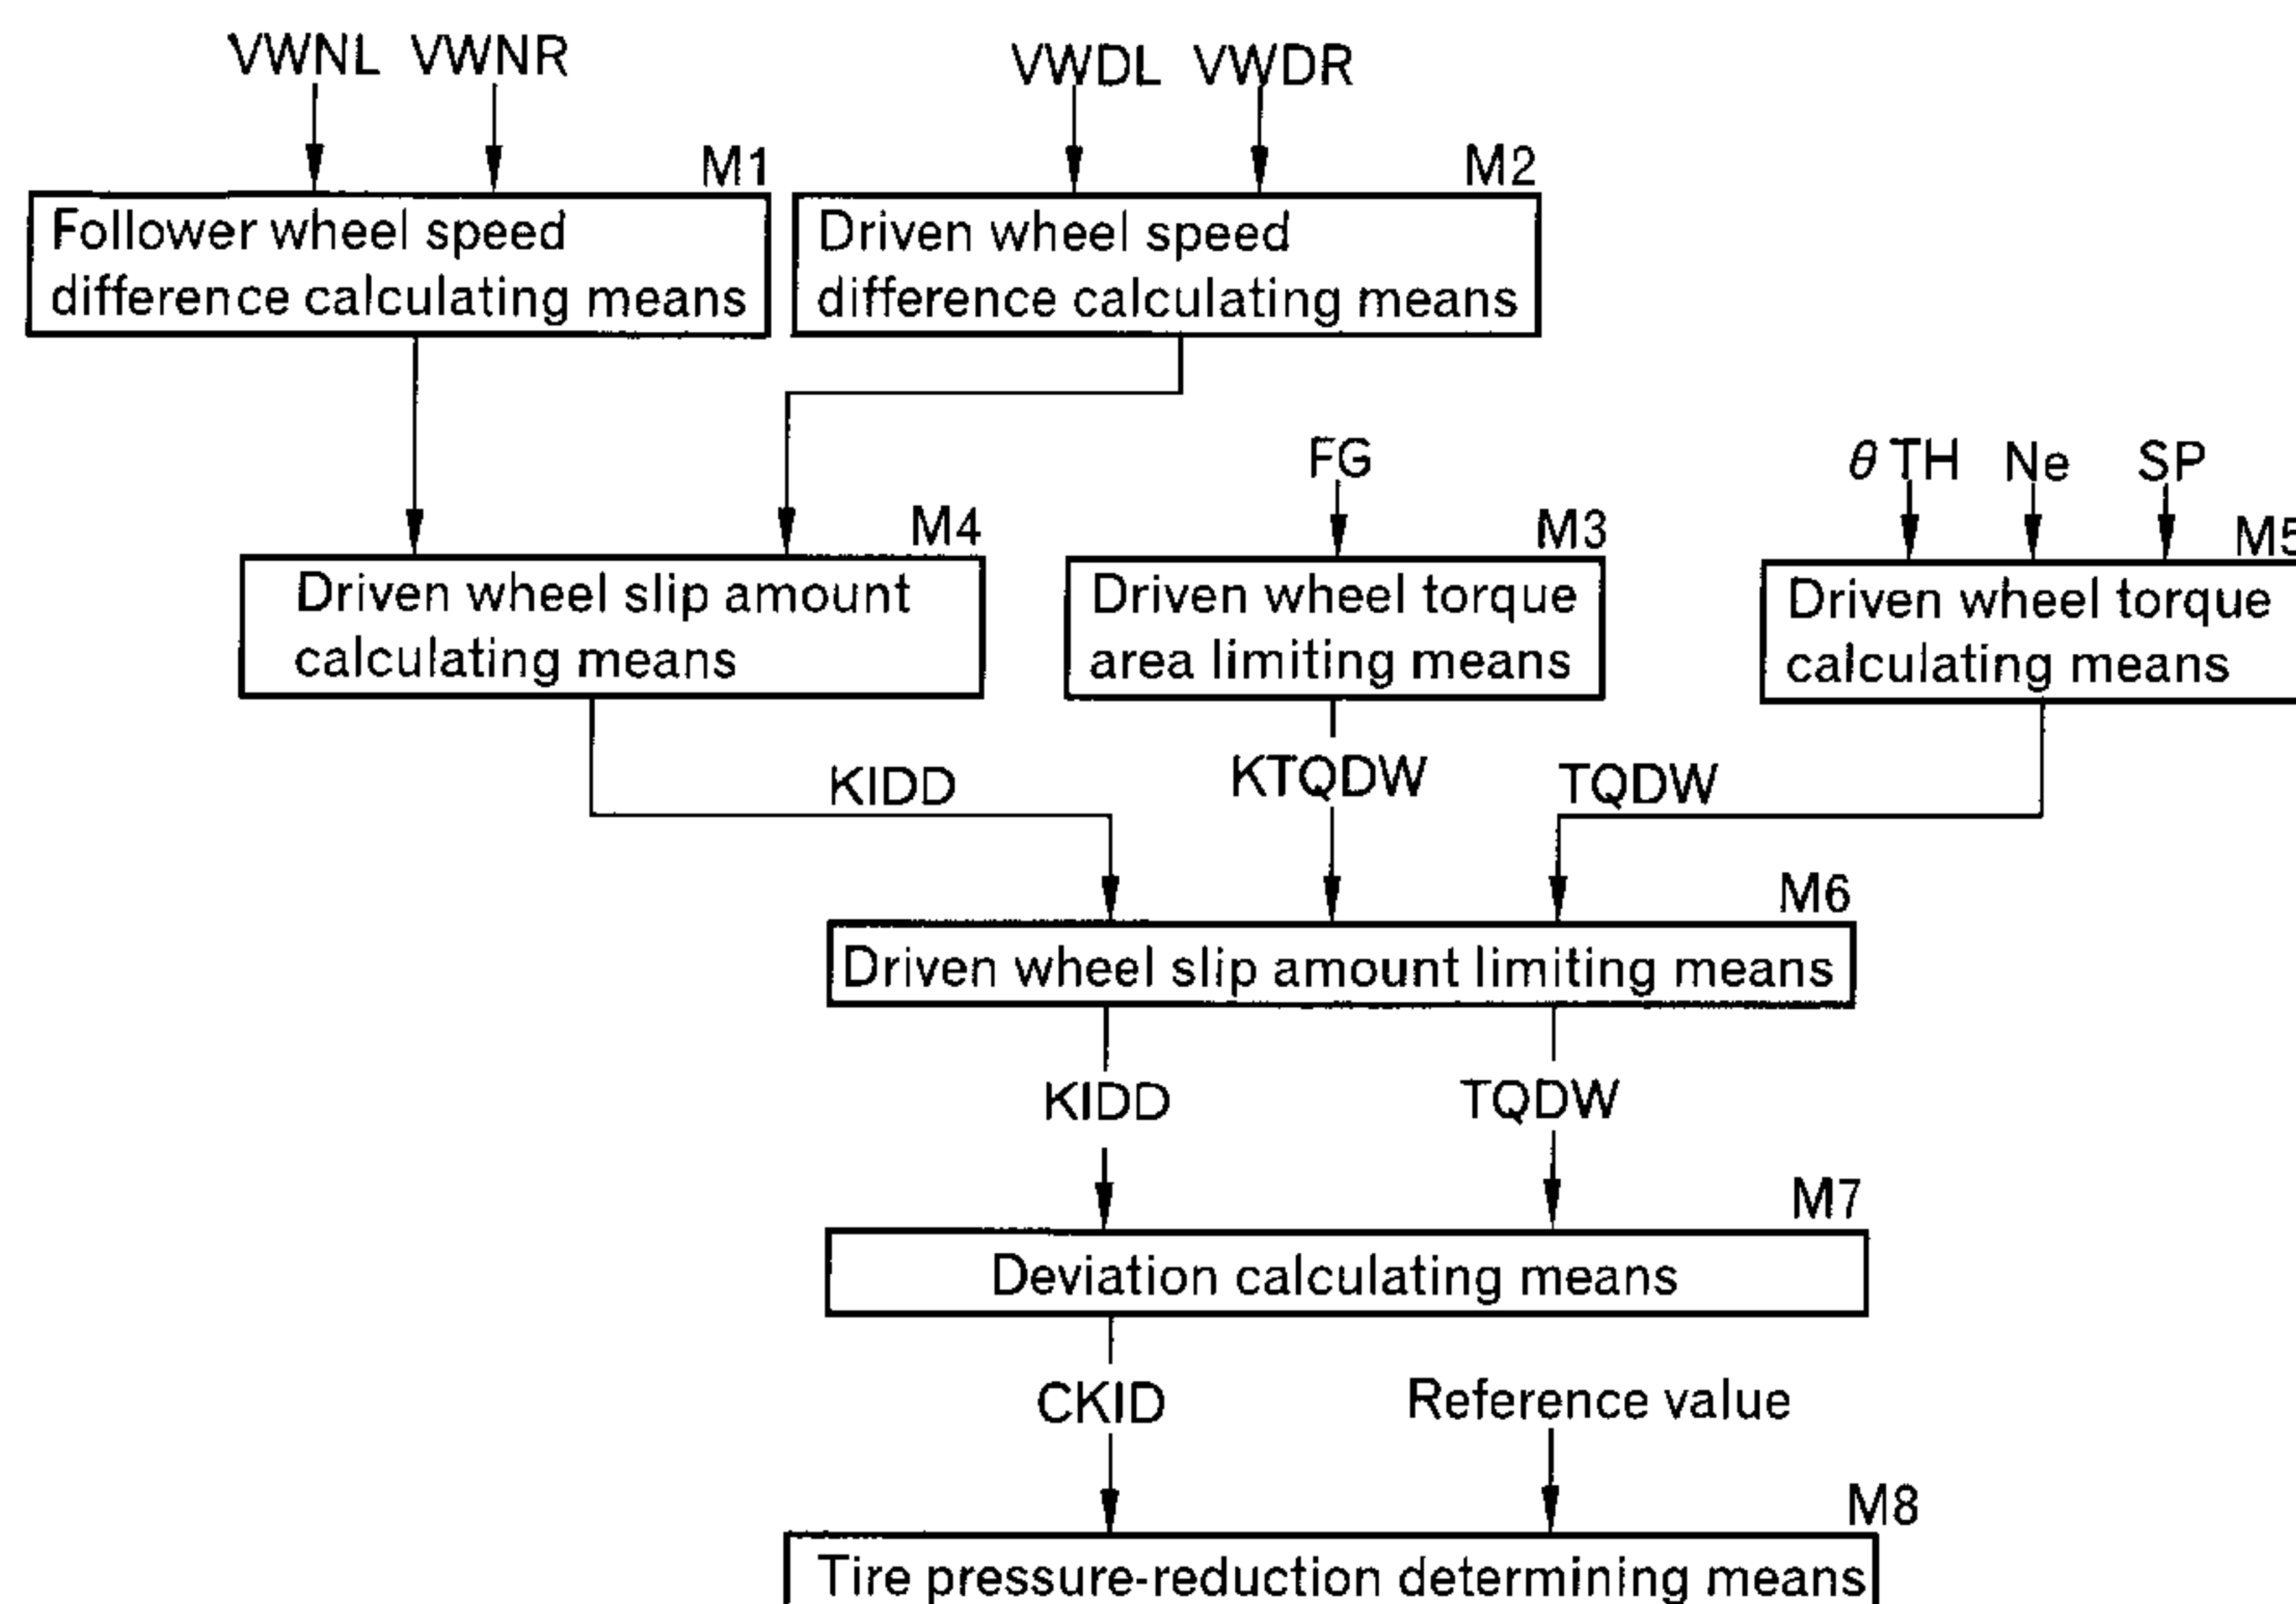 VWNL VWNR
VWDL VWDR
M1
M2
Follower wheel speed
difference calculating means
Driven wheel speed
difference calculating means
FG
θTH Ne SP
M4
M3
M5
Driven wheel slip amount
calculating means
Driven wheel torque
area limiting means
Driven wheel torque
calculating means
KIDD
KTQDW
TQDW
M6
Driven wheel slip amount limiting means
KIDD
TQDW
M7
Deviation calculating means
CKID
Reference value
M8
Tire pressure-reduction determining means